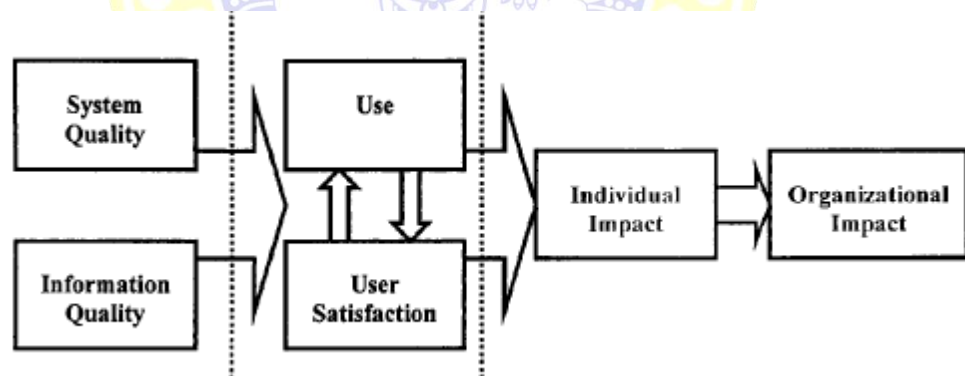 System
Quality
Use
Individual
Impact
Organizational
Impact
Information
Quality
User
Satisfaction